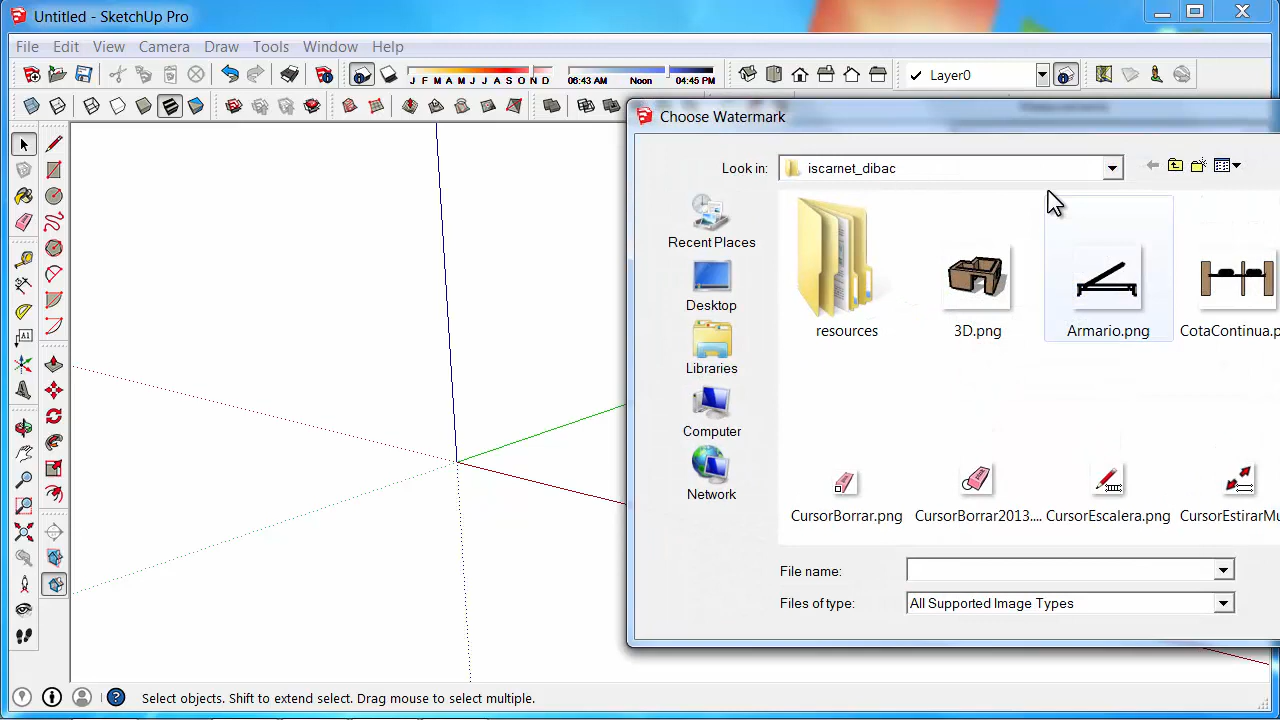 Untitled - SketchUp Pro
File Edit View Camera Draw Tools Window Help
J F M A M J J A S O N D
06:43 AM Noon 04:45 PM
Layer0
Choose Watermark
Look in: iscarnet_dibac
Recent Places
Desktop
Libraries
Computer
Network
resources 3D.png Armario.png CotaContinua.p
CursorBorrar.png CursorBorrar2013.... CursorEscalera.png CursorEstirarMu
File name:
Files of type: All Supported Image Types
Select objects. Shift to extend select. Drag mouse to select multiple.